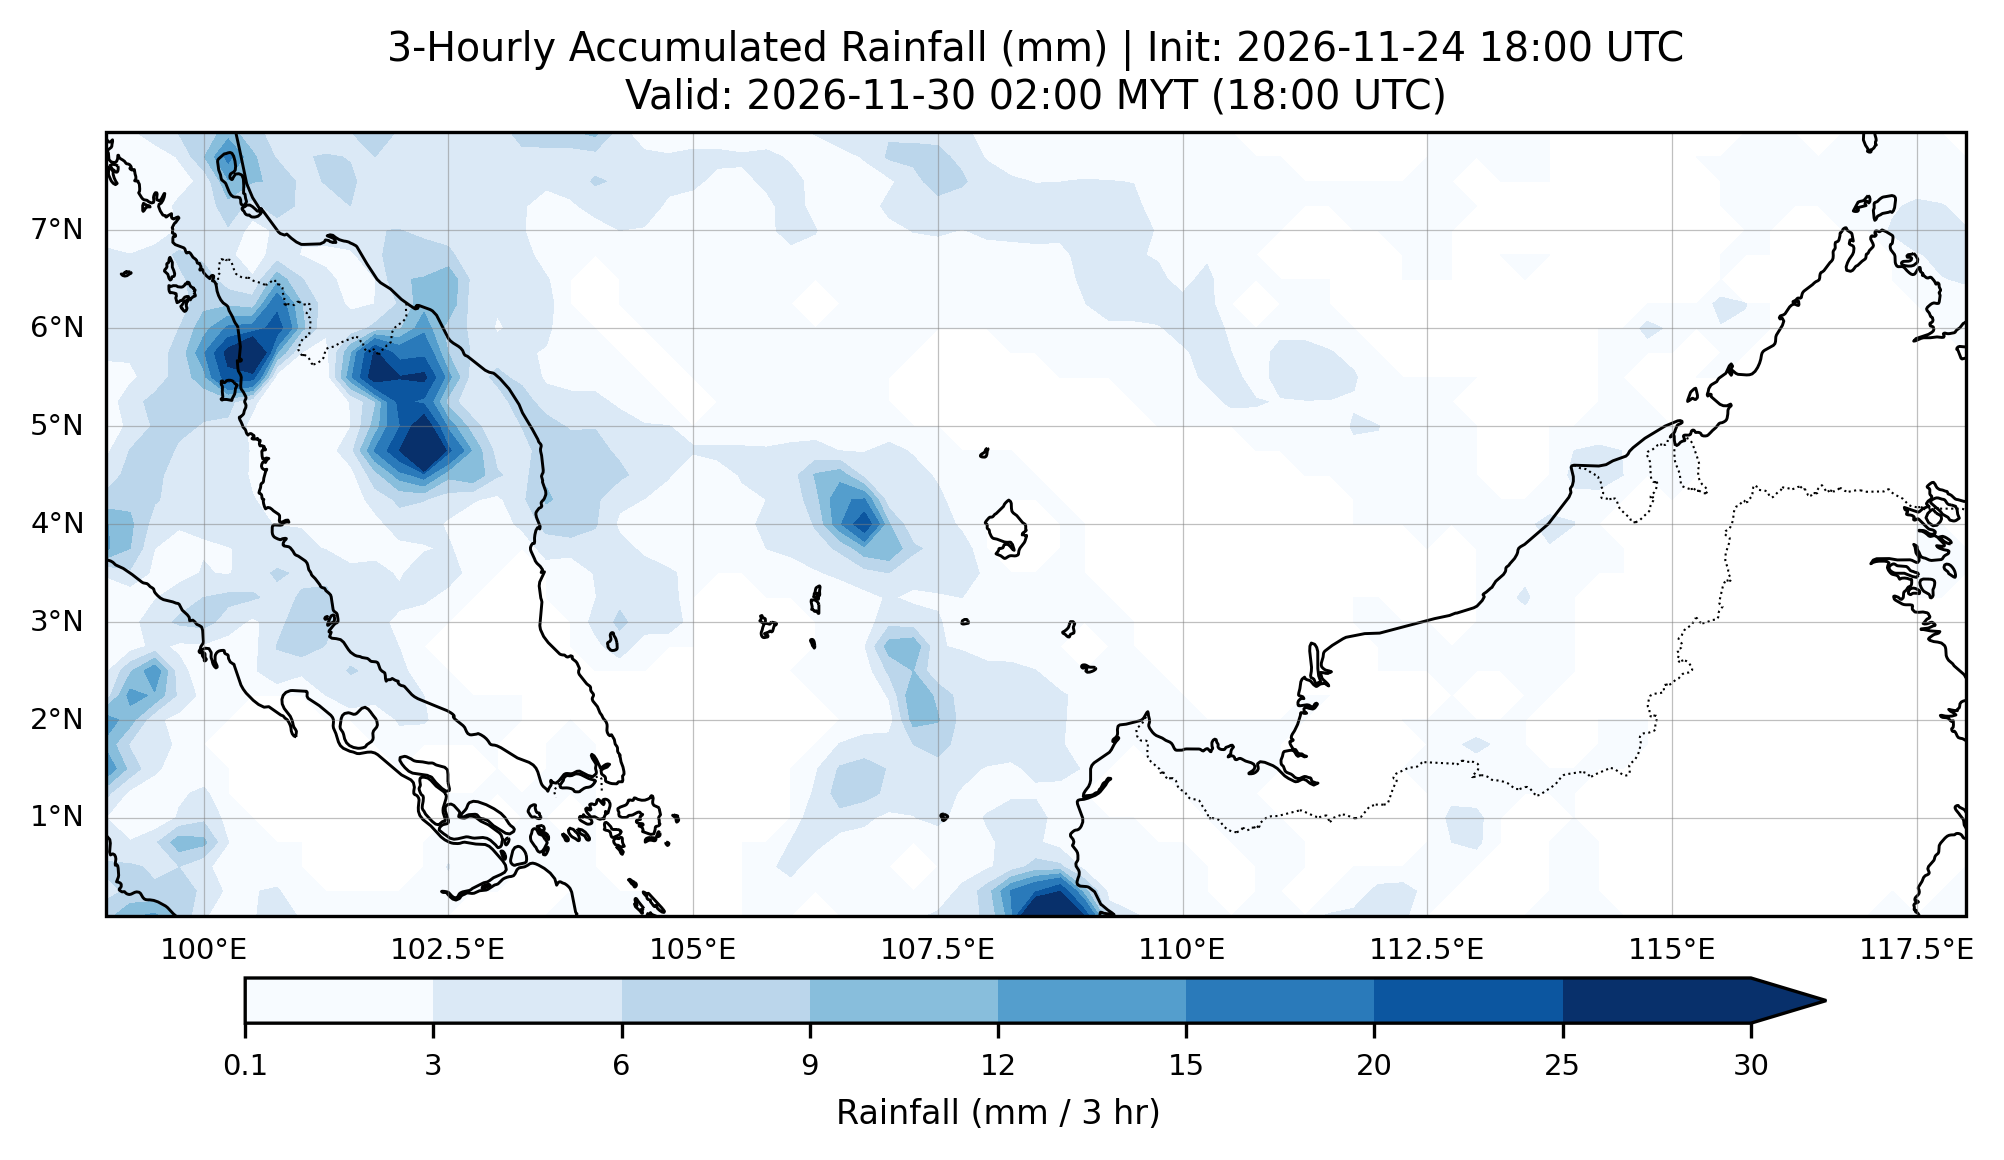 3-Hourly Accumulated Rainfall (mm) | Init: 2026-11-24 18:00 UTC
Valid: 2026-11-30 02:00 MYT (18:00 UTC)
7°N
6°N
5°N
4°N
3°N
2°N
1°N
100°E 102.5°E 105°E 107.5°E 110°E 112.5°E 115°E 117.5°E
0.1 3 6 9 12 15 20 25 30
Rainfall (mm / 3 hr)